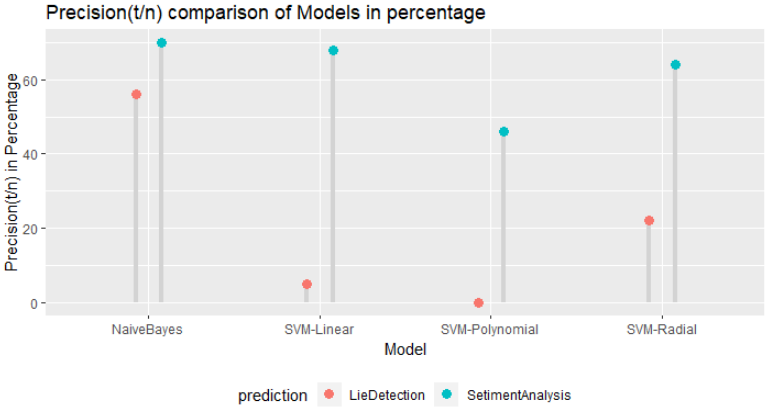 Precision(t/n) comparison of Models in percentage
Precision(t/n) in Percentage
60
40
20
0
NaiveBayes SVM-Linear SVM-Polynomial SVM-Radial
Model
prediction LieDetection SetimentAnalysis